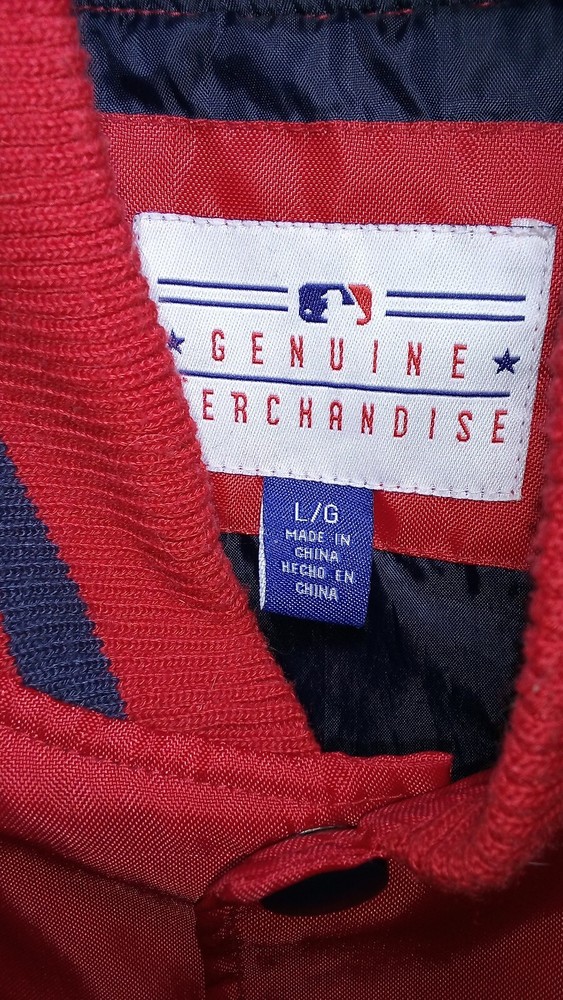 GENUINE
ERCHANDISE
L/G
MADE IN
CHINA
HECHO EN
CHINA